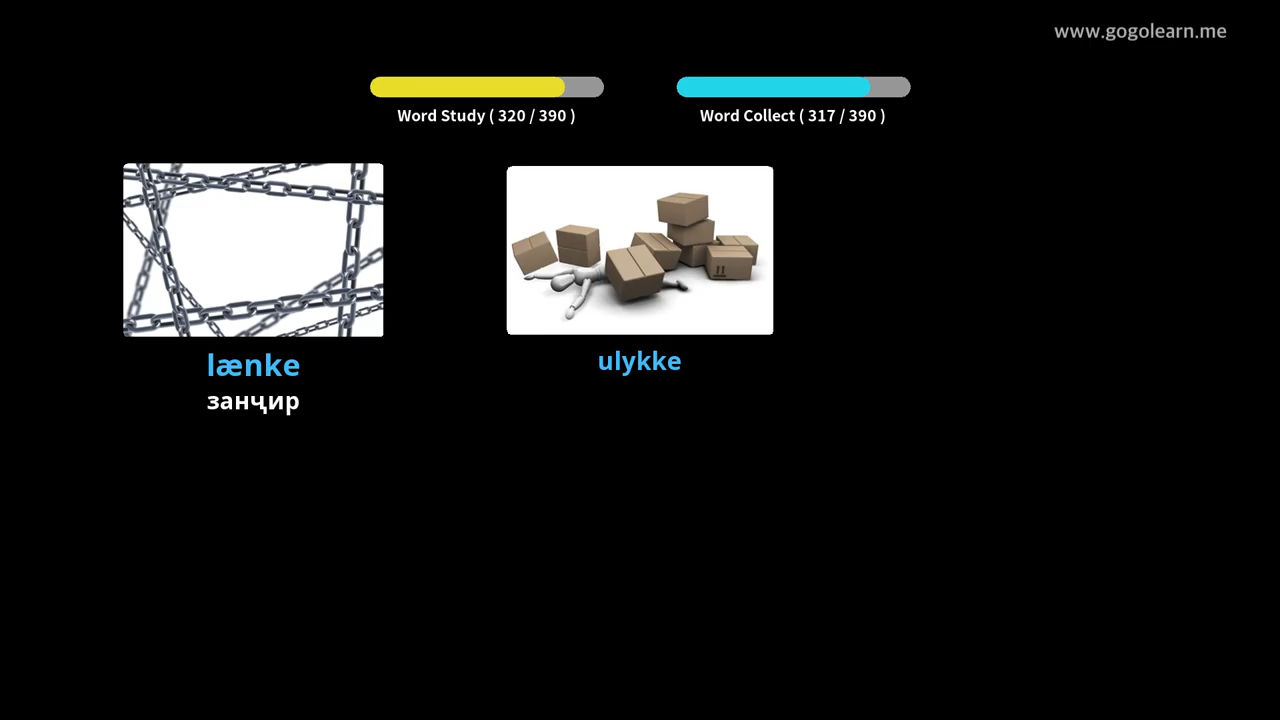 www.gogolearn.me
Word Study ( 320 / 390 )
Word Collect ( 317 / 390 )
lænke
занҷир
ulykke